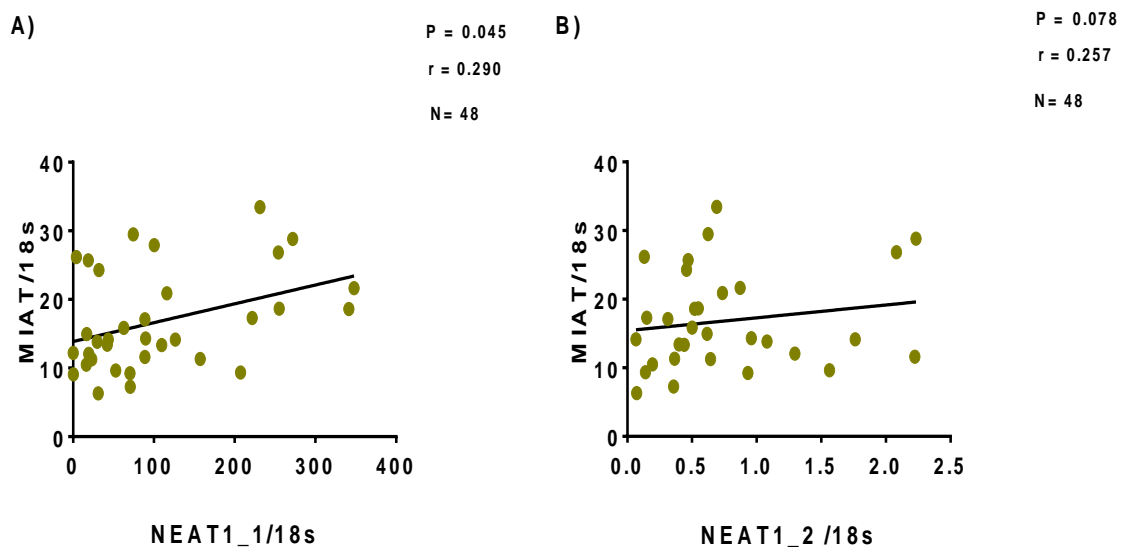 A)
P = 0.045
r = 0.290
N= 48
MIAT/18s
40
30
20
10
0
0 100 200 300 400
NEAT1_1/18s
B)
P = 0.078
r = 0.257
N= 48
MIAT/18s
40
30
20
10
0
0.0 0.5 1.0 1.5 2.0 2.5
NEAT1_2 /18s